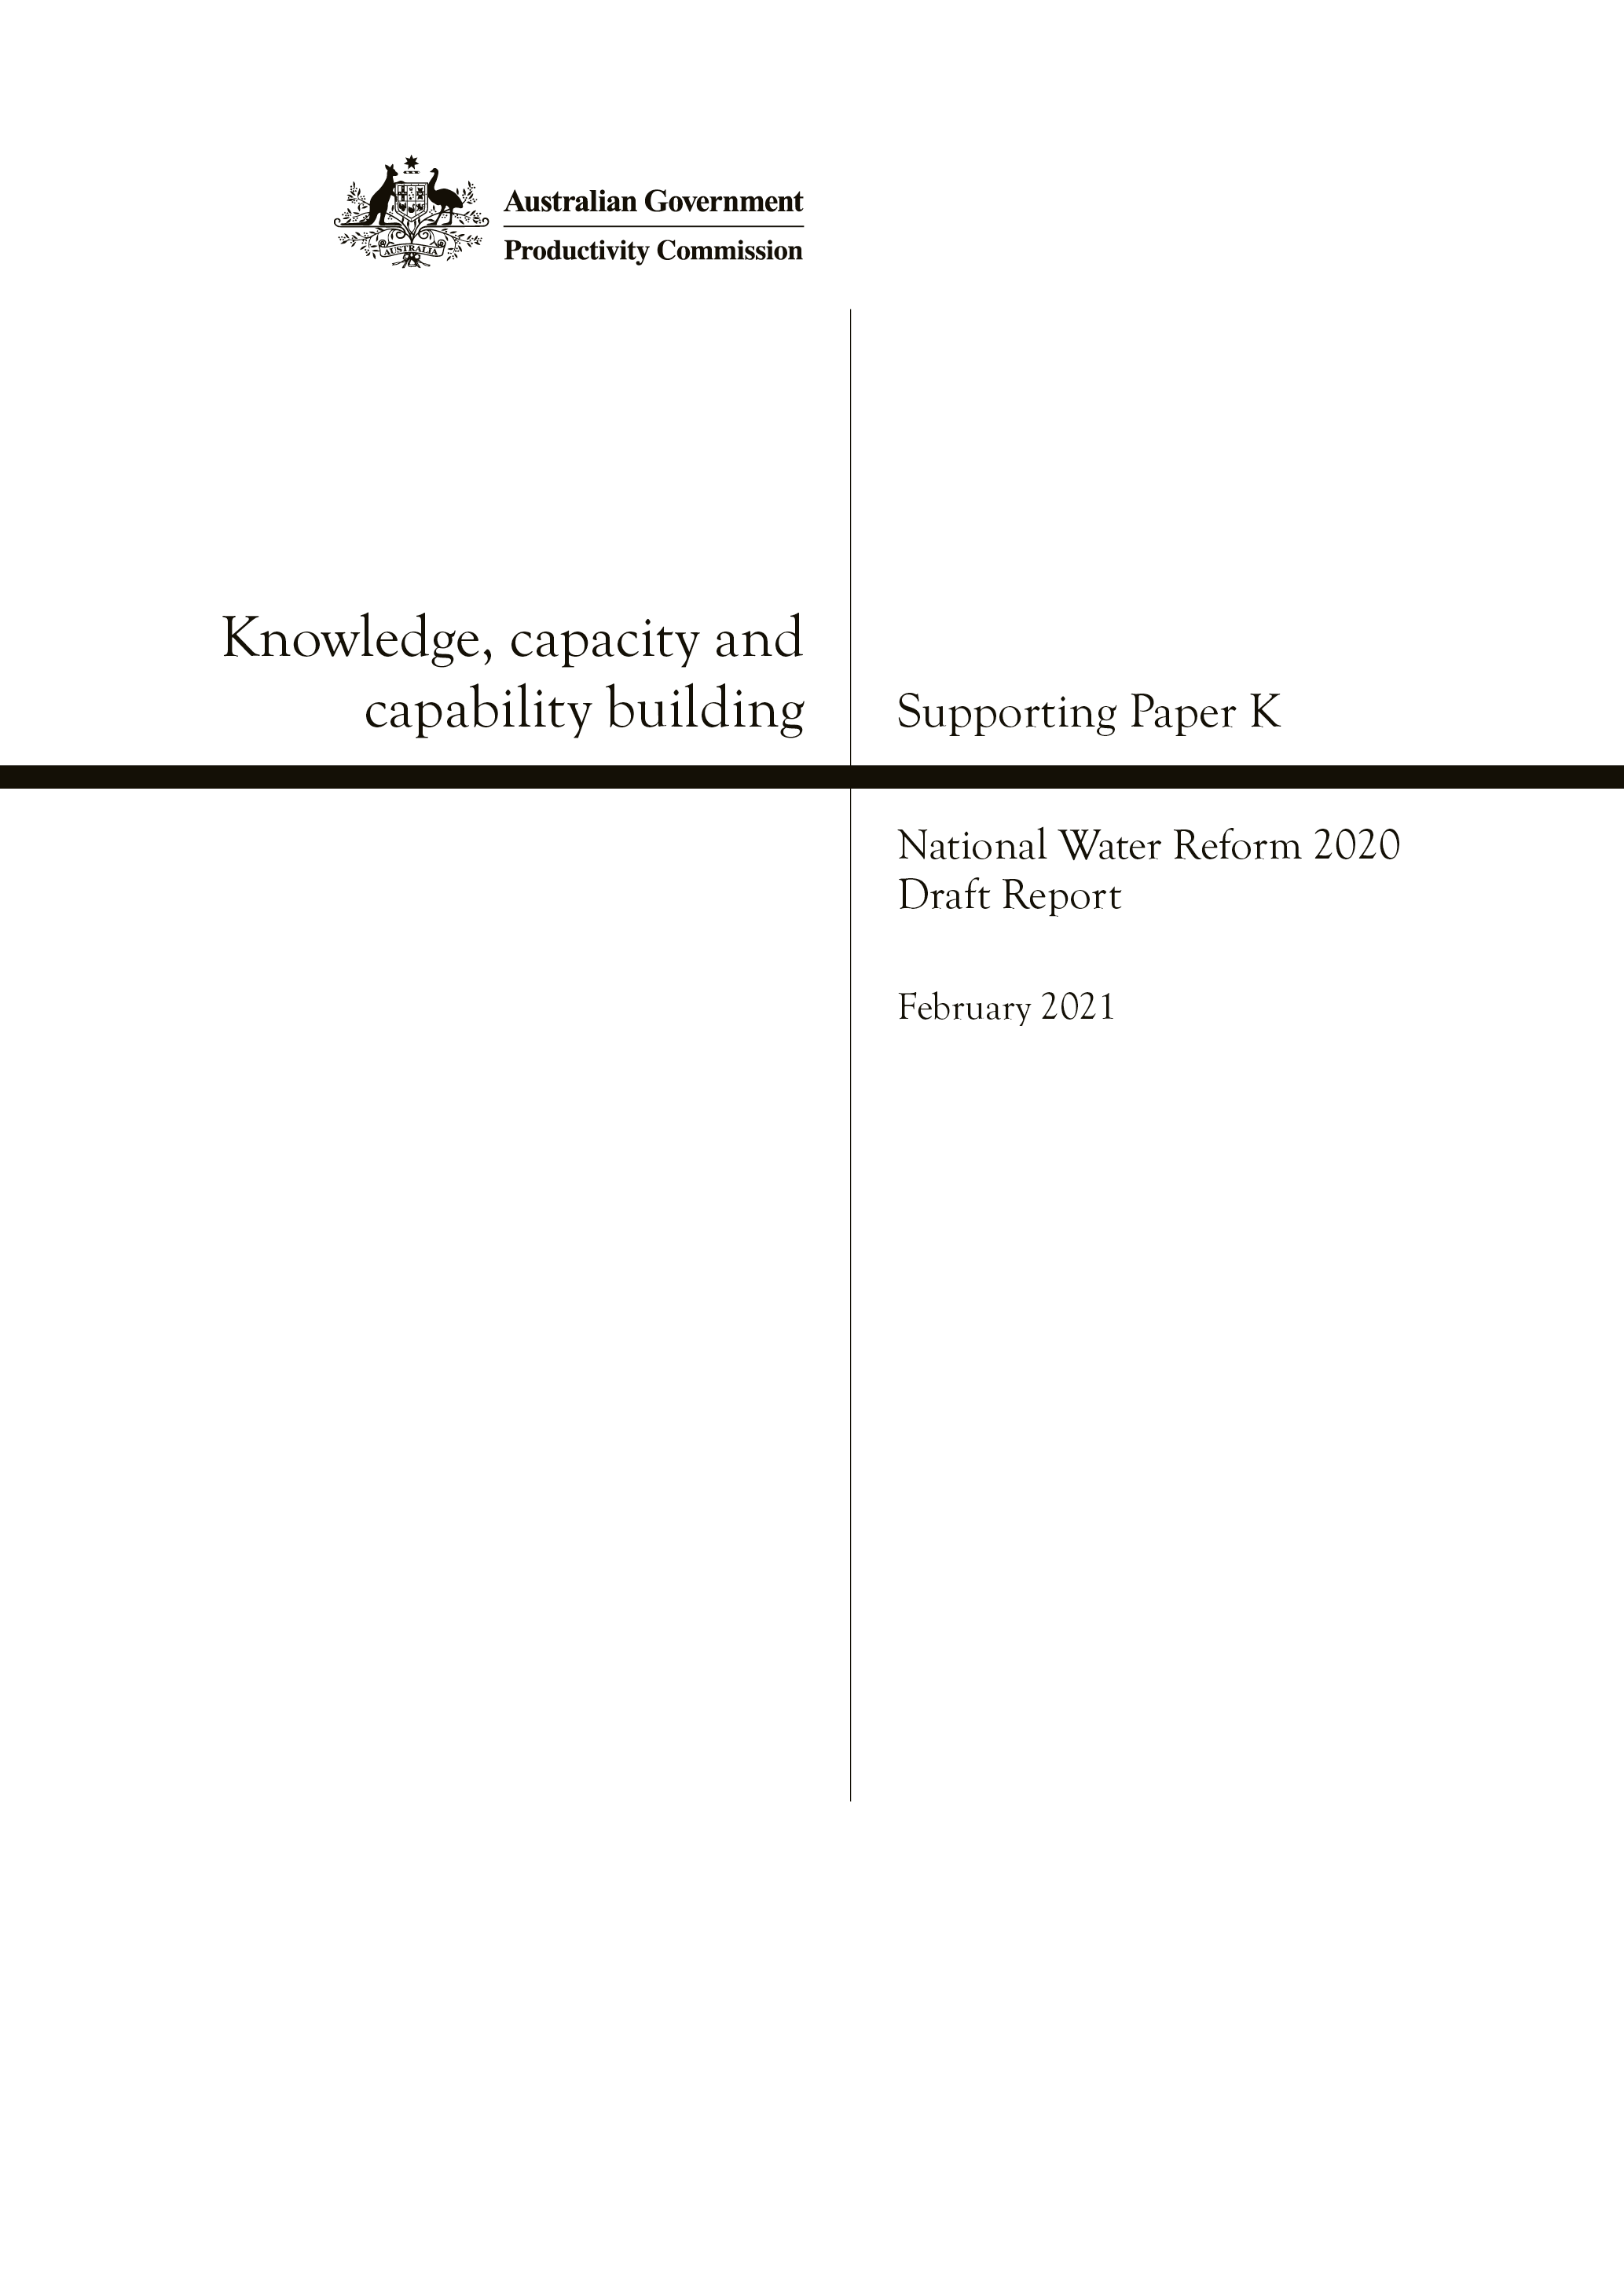 AUSTRALIA
Australian Government
Productivity Commission
Knowledge, capacity and
capability building
Supporting Paper K
National Water Reform 2020
Draft Report
February 2021